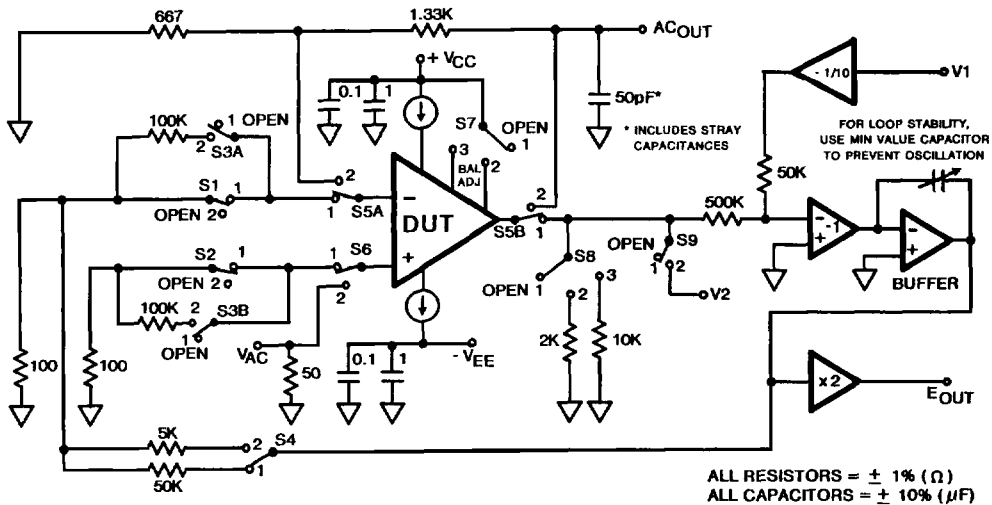 667
1.33K
AC OUT
+ VCC
0.1
1
50pF*
* INCLUDES STRAY
CAPACITANCES
- 1/10
V1
FOR LOOP STABILITY,
USE MIN VALUE CAPACITOR
TO PREVENT OSCILLATION
100K
1
OPEN
2
S3A
S7
OPEN
1
3
BAL
ADJ
2
50K
S1
1
OPEN
2
2
1
S5A
-
DUT
+
S5B
2
1
500K
-
-1
+
-
+
BUFFER
S2
1
OPEN
2
1
S6
2
S8
OPEN
1
2
3
OPEN
S9
1
2
V2
100K
2
1
S3B
OPEN
VAC
50
0.1
1
- VEE
2K
10K
100
100
x 2
EOUT
5K
2
S4
1
50K
ALL RESISTORS = ± 1% (Ω)
ALL CAPACITORS = ± 10% (µF)